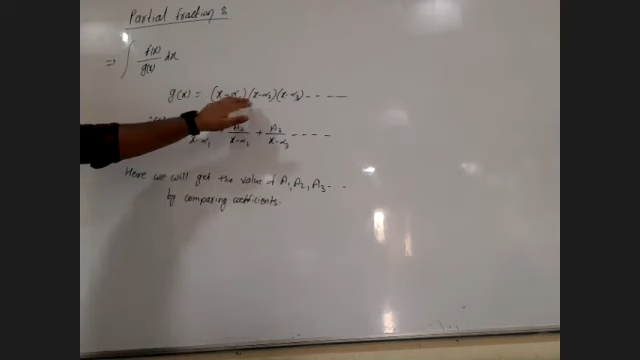 Partial fractions
⇒ ∫ f(x)/g(x) dx
g(x) = (x-α₁)(x-α₂)(x-α₃) - - - -
x-α₁ A₂/x-α₂ + A₃/x-α₃ - - - -
Here we will get the value of A₁, A₂, A₃ - - -
by comparing coefficients.